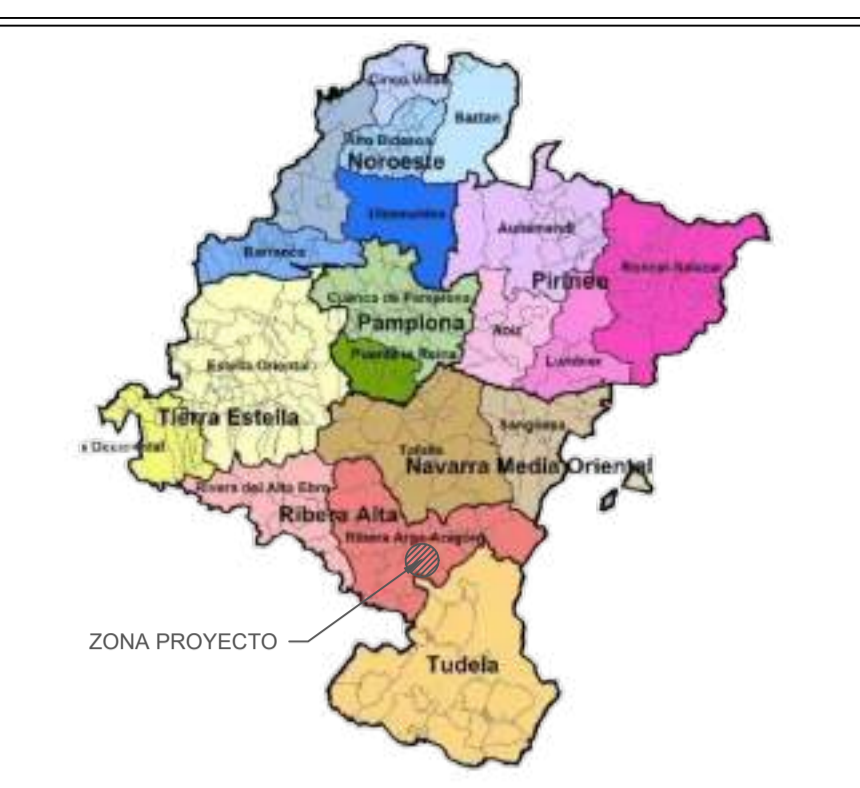 Cinco Villas
Baztan
Alto Bidasoa
Noroeste
Ultzamaldea
Auñamendi
Barranca
Roncal-Salazar
Pirineo
Cuenca de Pamplona
Pamplona
Aoiz
Puente la Reina
Lumbier
Estella Oriental
Tierra Estella
Sangüesa
Occidental
Tafalla
Navarra Media Oriental
Rivera del Alto Ebro
Ribera Alta
Ribera Arga-Aragón
ZONA PROYECTO
Tudela